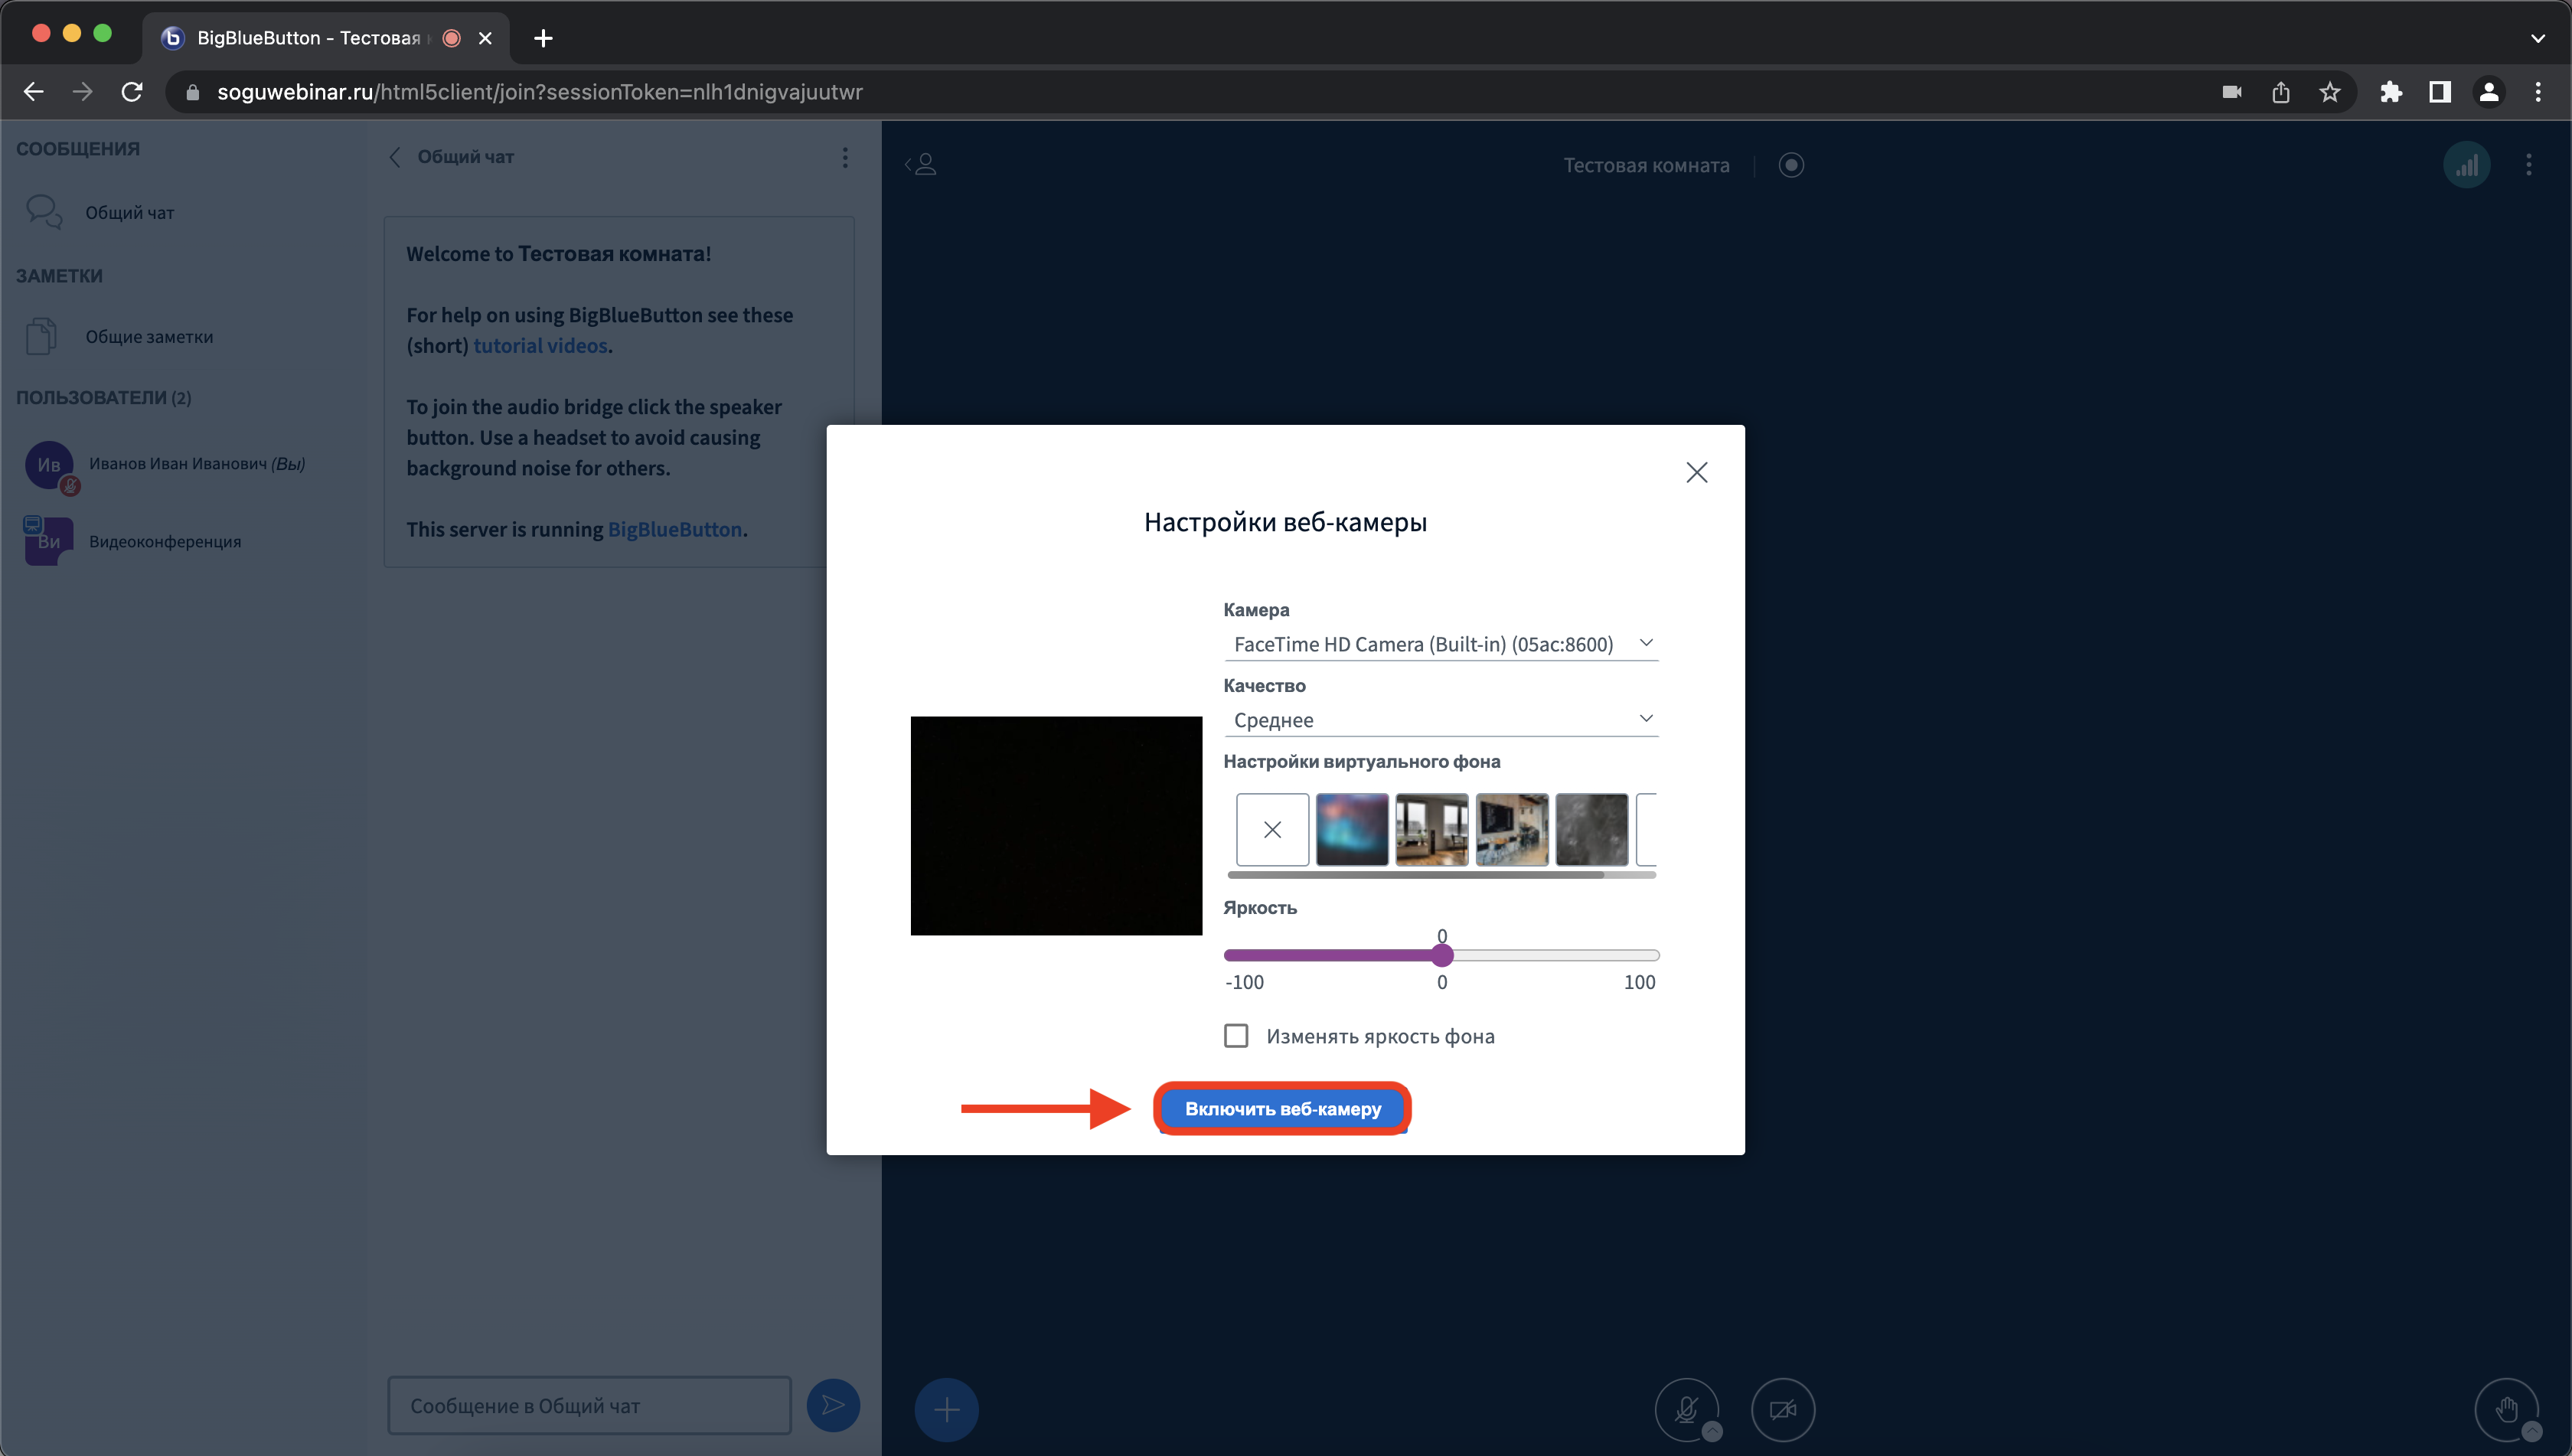 BigBlueButton - Тестовая
soguwebinar.ru/html5client/join?sessionToken=nlh1dnigvajuutwr
СООБЩЕНИЯ
Общий чат
ЗАМЕТКИ
Общие заметки
ПОЛЬЗОВАТЕЛИ (2)
Ив
Иванов Иван Иванович (Вы)
Ви
Видеоконференция
Общий чат
Welcome to Тестовая комната!
For help on using BigBlueButton see these
(short) tutorial videos.
To join the audio bridge click the speaker
button. Use a headset to avoid causing
background noise for others.
This server is running BigBlueButton.
Сообщение в Общий чат
Тестовая комната
Настройки веб-камеры
Камера
FaceTime HD Camera (Built-in) (05ac:8600)
Качество
Среднее
Настройки виртуального фона
Яркость
0
-100 0 100
Изменять яркость фона
Включить веб-камеру